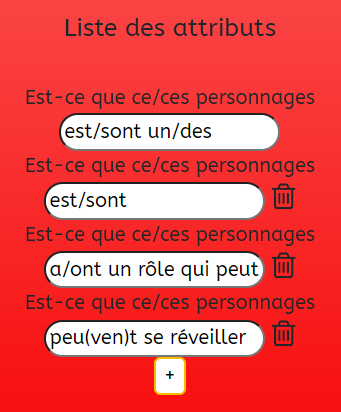 Liste des attributs
Est-ce que ce/ces personnages
est/sont un/des
Est-ce que ce/ces personnages
est/sont
Est-ce que ce/ces personnages
a/ont un rôle qui peut
Est-ce que ce/ces personnages
peu(ven)t se réveiller
+